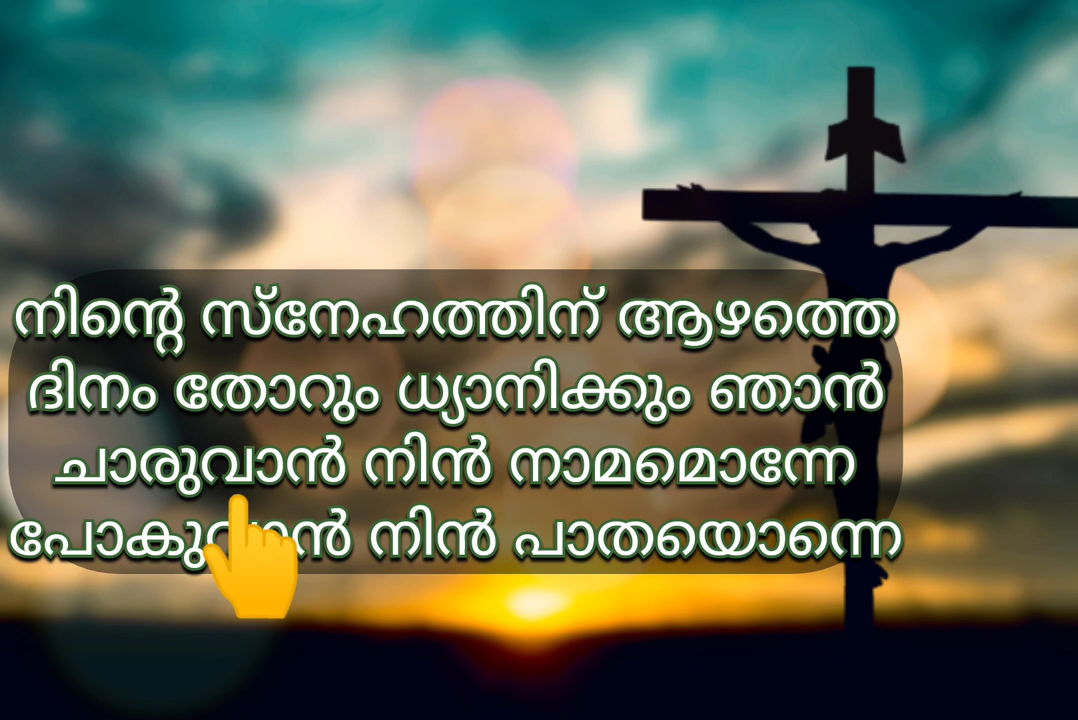 നിന്റെ സ്നേഹത്തിന് ആഴത്തെ
ദിനം തോറും ധ്യാനിക്കും ഞാൻ
ചാരുവാൻ നിൻ നാമമൊന്നേ
പോകുവാൻ നിൻ പാതയൊന്നെ